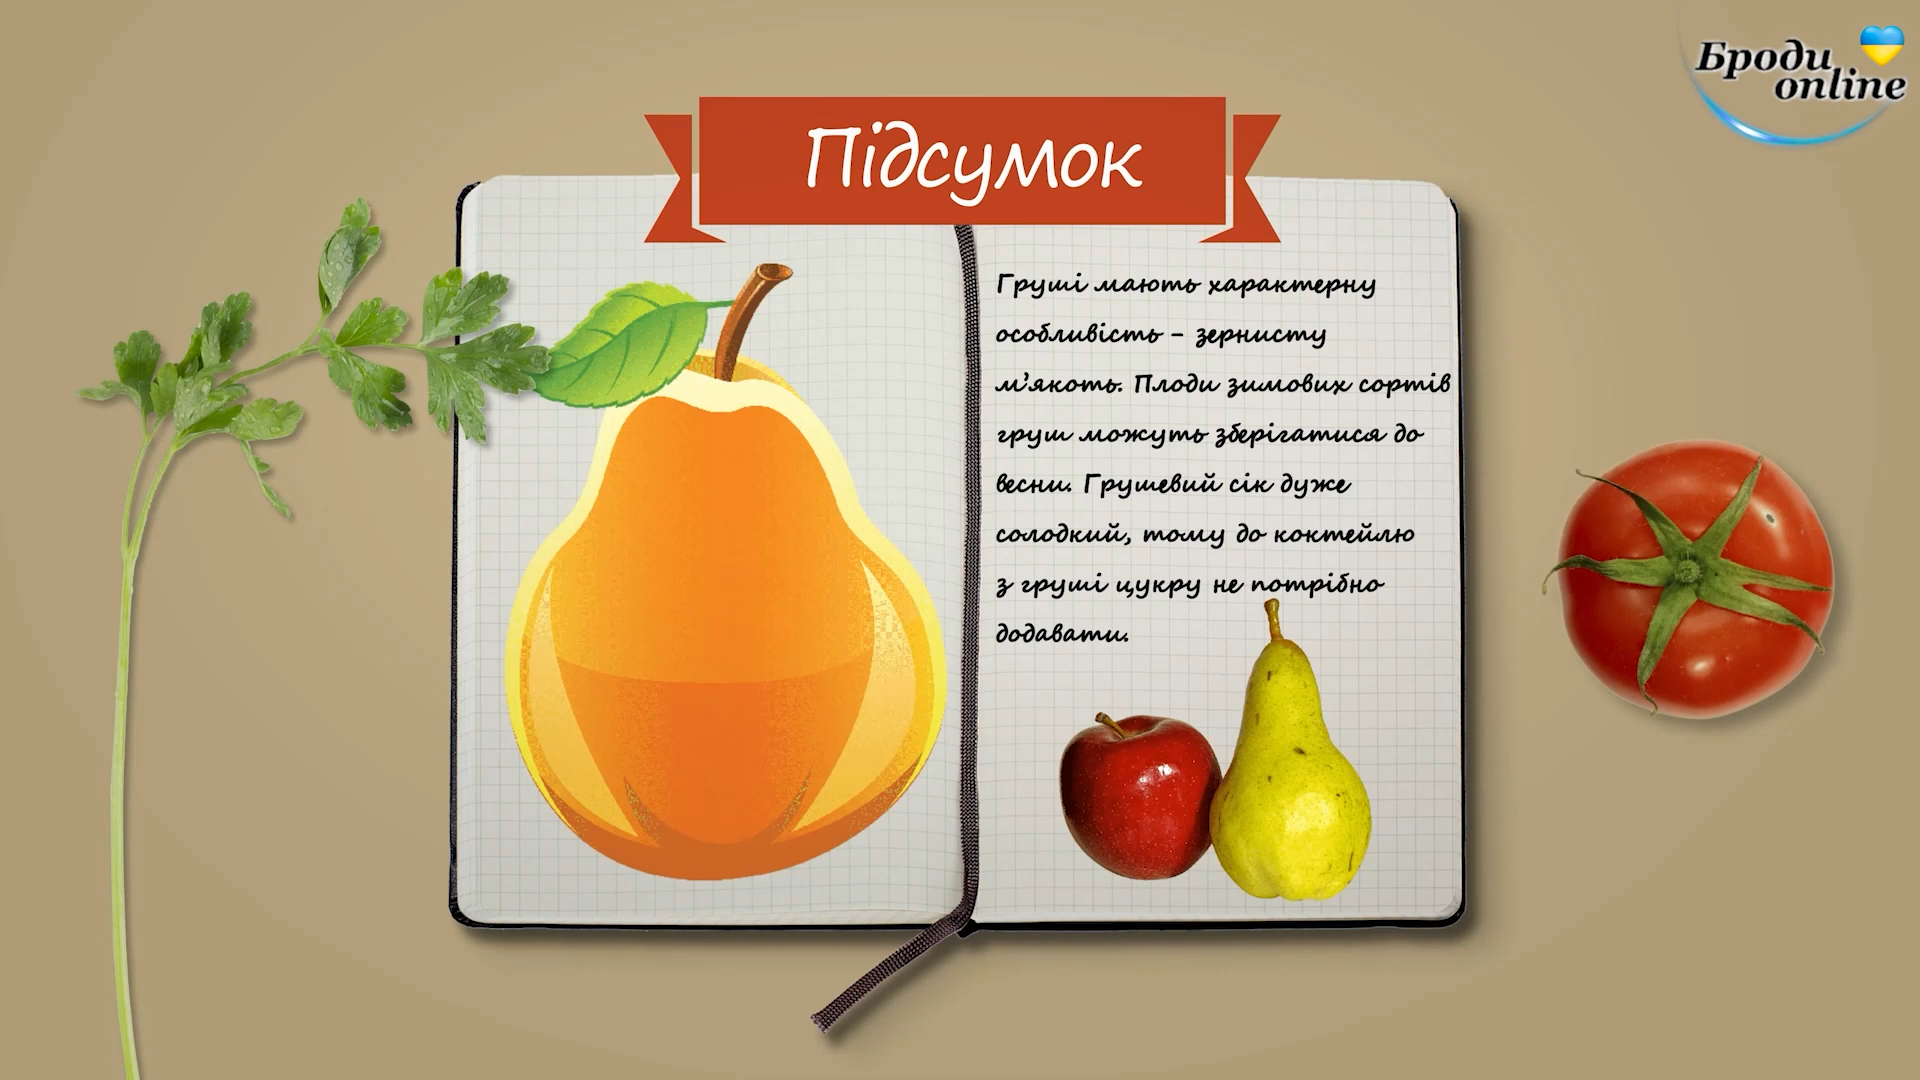 Броди
online
Підсумок
Груші мають характерну
особливість - зернисту
м'якоть. Плоди зимових сортів
груш можуть зберігатися до
весни. Грушевий сік дуже
солодкий, тому до коктейлю
з груші цукру не потрібно
додавати.